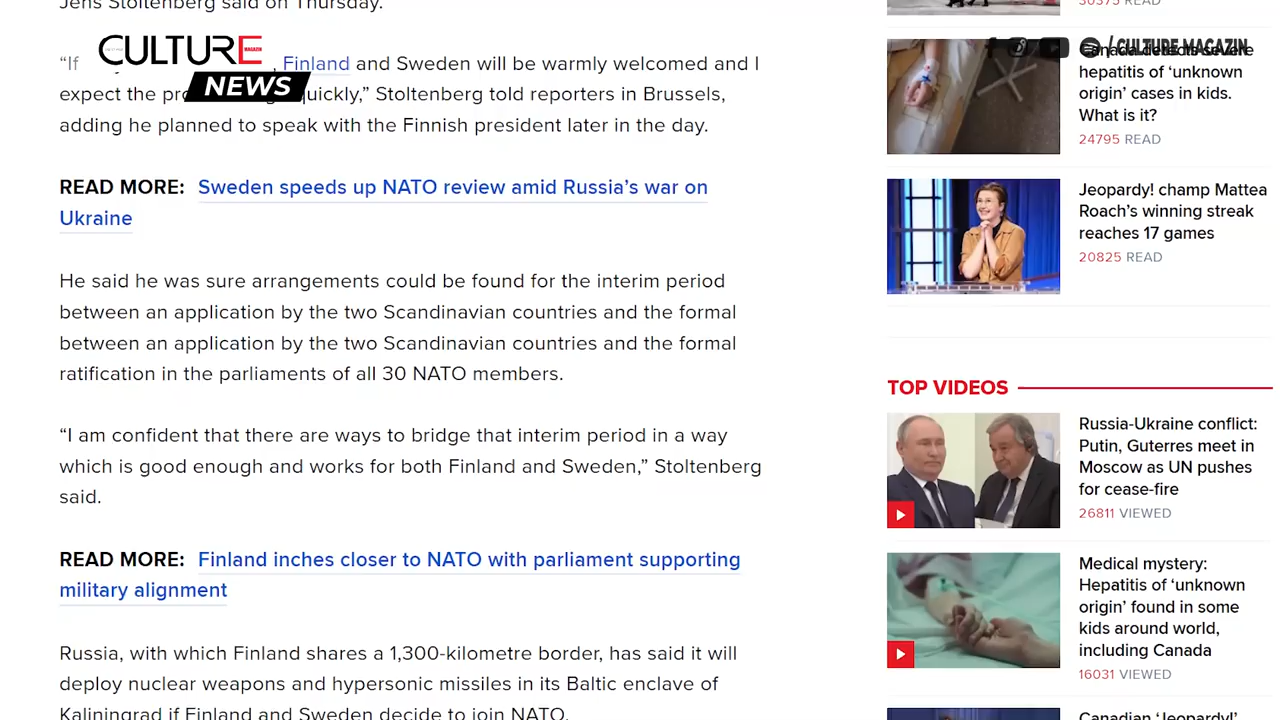 Jens Stoltenberg said on Thursday.
CULTURE
MAGAZIN
NEWS
“If Finland and Sweden will be warmly welcomed and I
expect the quickly,” Stoltenberg told reporters in Brussels,
adding he planned to speak with the Finnish president later in the day.
READ MORE: Sweden speeds up NATO review amid Russia’s war on
Ukraine
He said he was sure arrangements could be found for the interim period
between an application by the two Scandinavian countries and the formal
between an application by the two Scandinavian countries and the formal
ratification in the parliaments of all 30 NATO members.
“I am confident that there are ways to bridge that interim period in a way
which is good enough and works for both Finland and Sweden,” Stoltenberg
said.
READ MORE: Finland inches closer to NATO with parliament supporting
military alignment
Russia, with which Finland shares a 1,300-kilometre border, has said it will
deploy nuclear weapons and hypersonic missiles in its Baltic enclave of
Kaliningrad if Finland and Sweden decide to join NATO.
30375 READ
/ CULTURE MAGAZIN
Canada detects severe
hepatitis of ‘unknown
origin’ cases in kids.
What is it?
24795 READ
Jeopardy! champ Mattea
Roach’s winning streak
reaches 17 games
20825 READ
TOP VIDEOS
Russia-Ukraine conflict:
Putin, Guterres meet in
Moscow as UN pushes
for cease-fire
26811 VIEWED
Medical mystery:
Hepatitis of ‘unknown
origin’ found in some
kids around world,
including Canada
16031 VIEWED
Canadian ‘Jeopardy!’